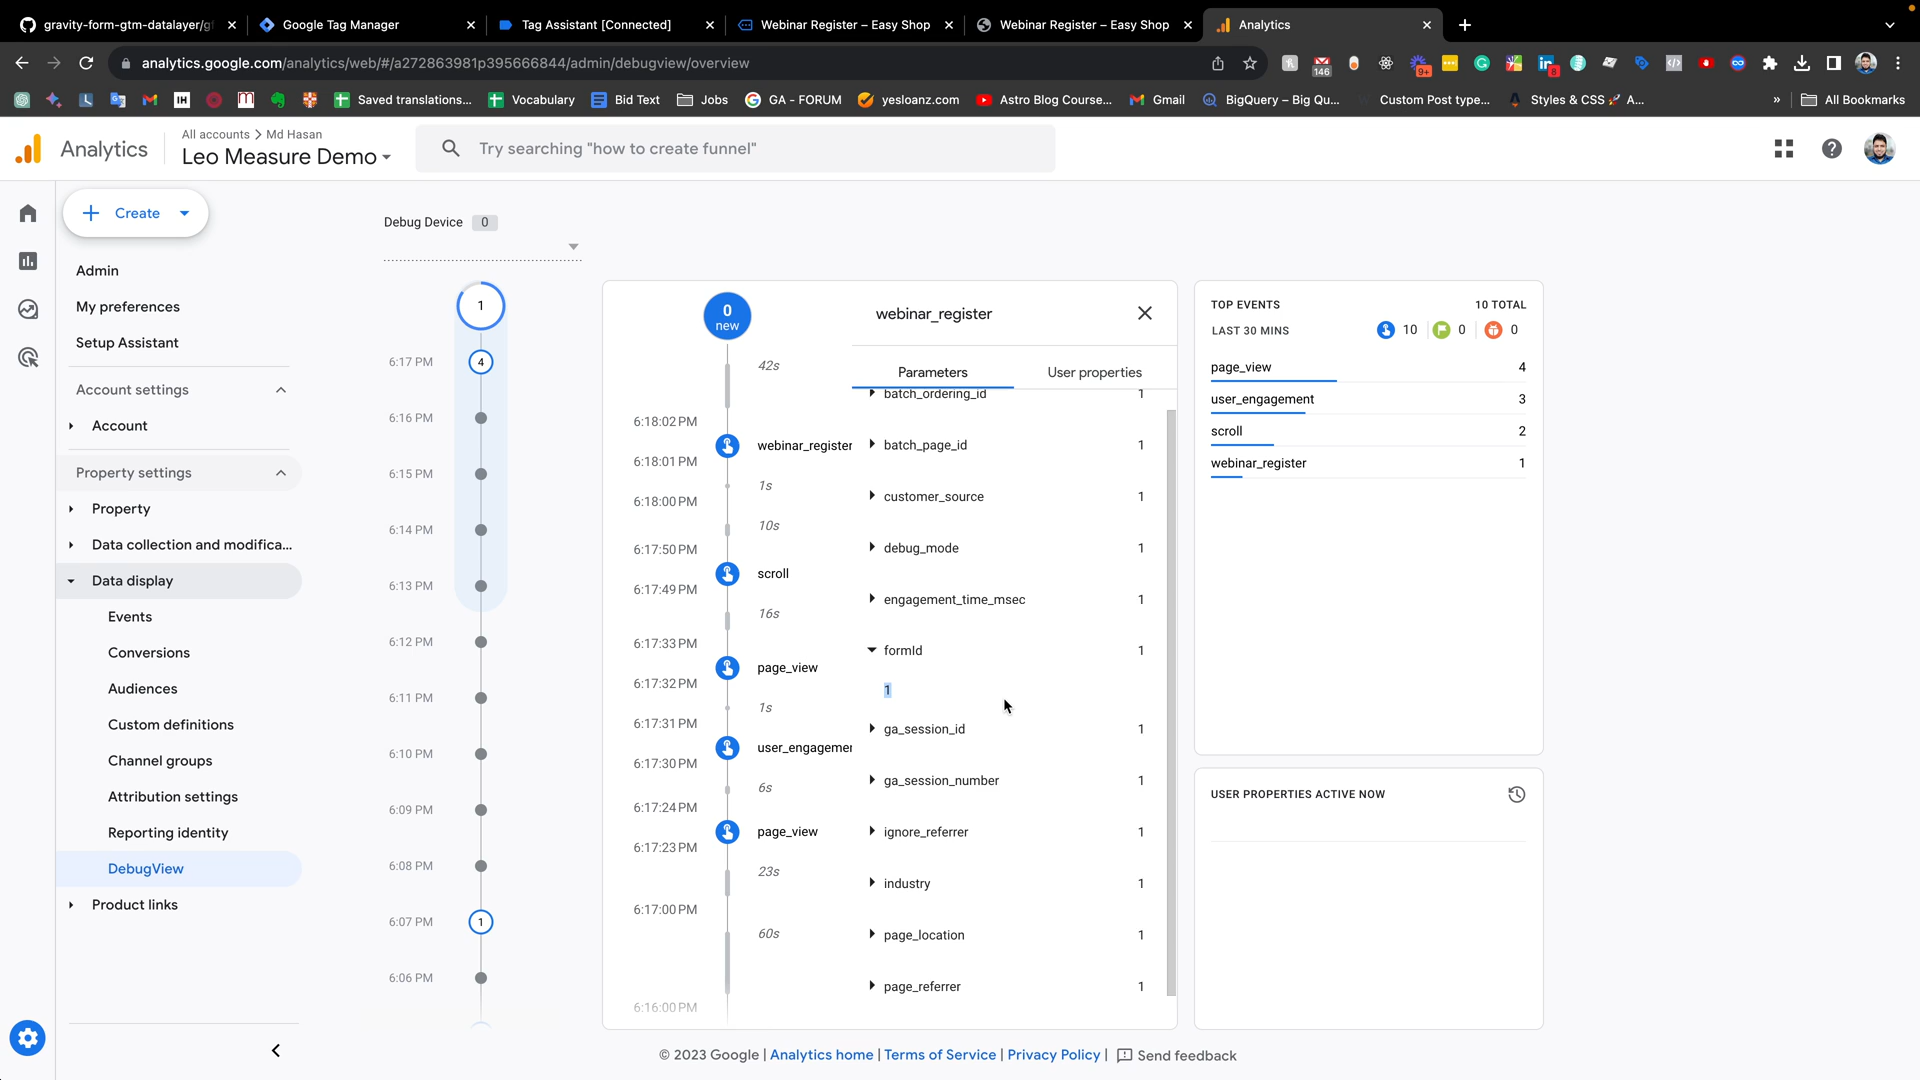 gravity-form-gtm-datalayer/g
Google Tag Manager
Tag Assistant [Connected]
Webinar Register – Easy Shop
Webinar Register – Easy Shop
Analytics
analytics.google.com/analytics/web/#/a272863981p395666844/admin/debugview/overview
146
9+
8
Saved translations...
Vocabulary
Bid Text
Jobs
GA - FORUM
yesloanz.com
Astro Blog Course...
Gmail
BigQuery – Big Qu...
Custom Post type...
Styles & CSS 🚀 A...
»
All Bookmarks
Analytics
All accounts > Md Hasan
Leo Measure Demo
Try searching "how to create funnel"
Create
Admin
My preferences
Setup Assistant
Account settings
Account
Property settings
Property
Data collection and modifica...
Data display
Events
Conversions
Audiences
Custom definitions
Channel groups
Attribution settings
Reporting identity
DebugView
Product links
Debug Device 0
1
6:17 PM 4
6:16 PM
6:15 PM
6:14 PM
6:13 PM
6:12 PM
6:11 PM
6:10 PM
6:09 PM
6:08 PM
6:07 PM 1
6:06 PM
0
new
42s
6:18:02 PM
webinar_register
6:18:01 PM
1s
6:18:00 PM
10s
6:17:50 PM
scroll
6:17:49 PM
16s
6:17:33 PM
page_view
6:17:32 PM
1s
6:17:31 PM
user_engagemen
6:17:30 PM
6s
6:17:24 PM
page_view
6:17:23 PM
23s
6:17:00 PM
60s
6:16:00 PM
webinar_register
Parameters
User properties
batch_ordering_id 1
batch_page_id 1
customer_source 1
debug_mode 1
engagement_time_msec 1
formId 1
1
ga_session_id 1
ga_session_number 1
ignore_referrer 1
industry 1
page_location 1
page_referrer 1
TOP EVENTS 10 TOTAL
LAST 30 MINS 10 0 0
page_view 4
user_engagement 3
scroll 2
webinar_register 1
USER PROPERTIES ACTIVE NOW
© 2023 Google | Analytics home | Terms of Service | Privacy Policy | Send feedback